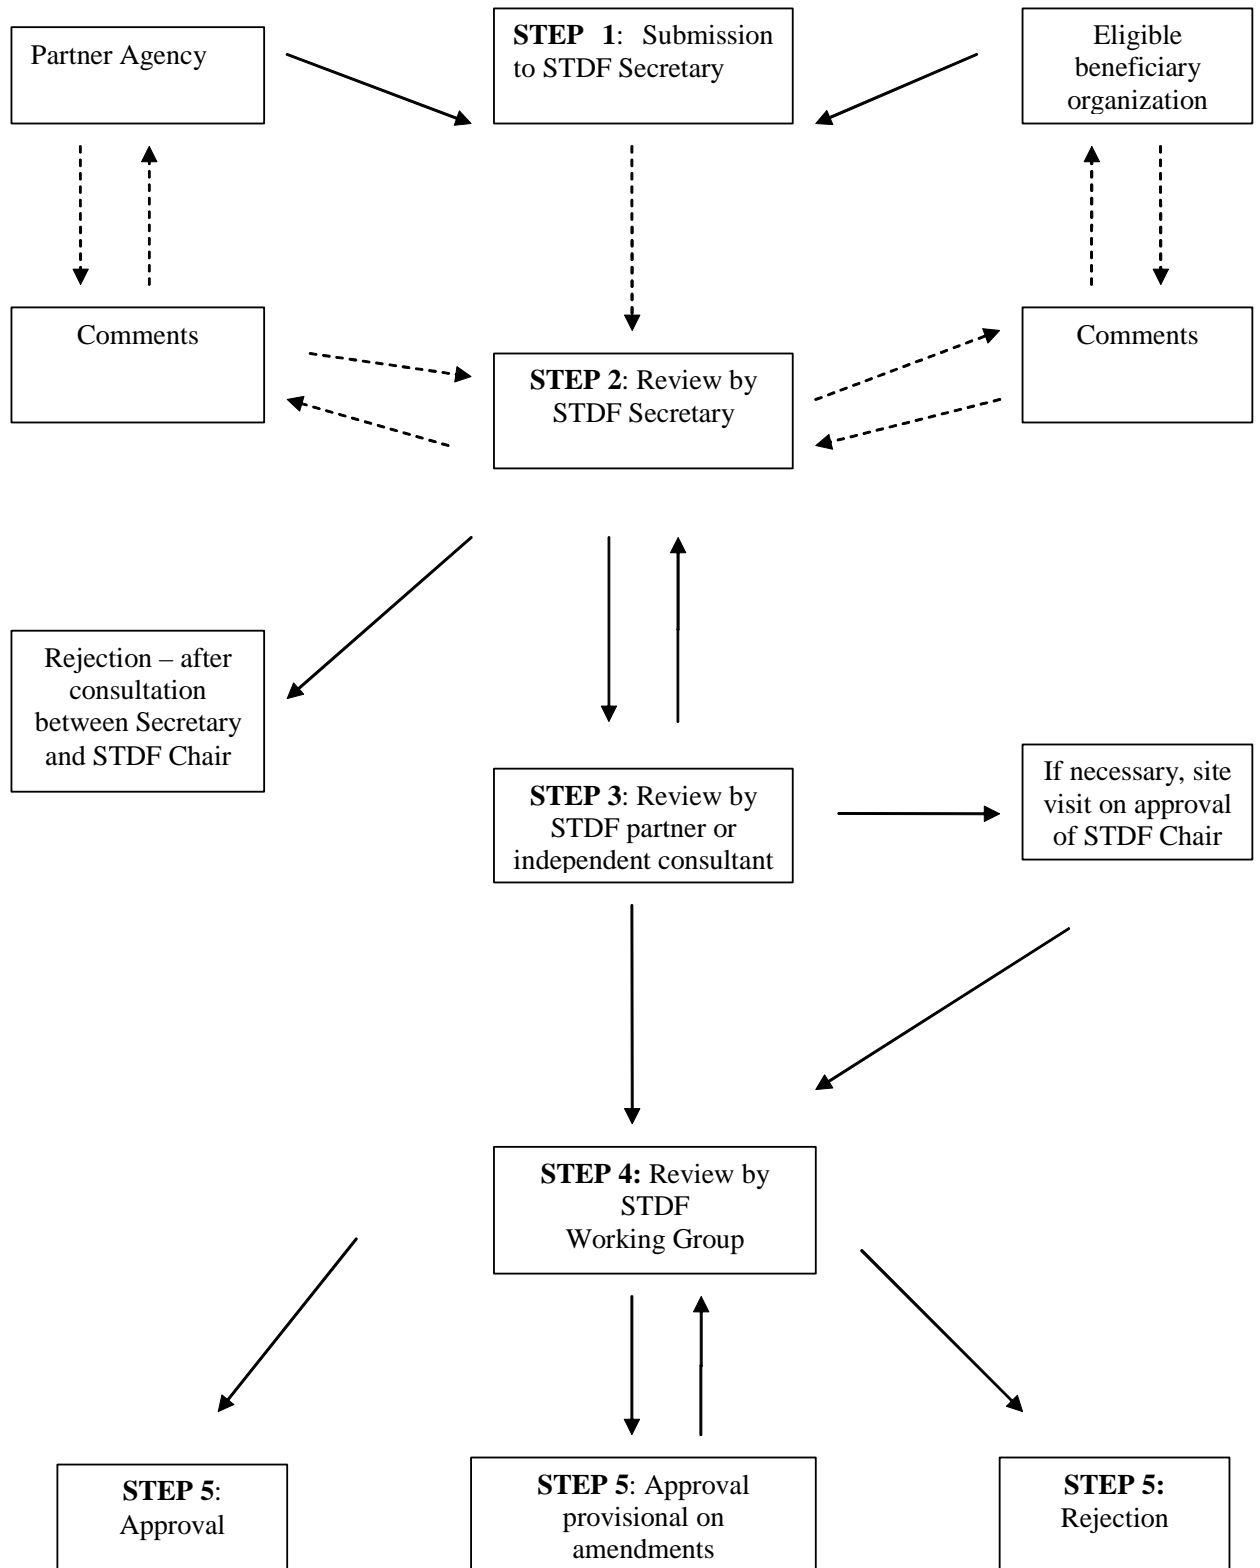 Partner Agency
STEP 1: Submission
to STDF Secretary
Eligible
beneficiary
organization
Comments
STEP 2: Review by
STDF Secretary
Comments
Rejection – after
consultation
between Secretary
and STDF Chair
STEP 3: Review by
STDF partner or
independent consultant
If necessary, site
visit on approval
of STDF Chair
STEP 4: Review by
STDF
Working Group
STEP 5:
Approval
STEP 5: Approval
provisional on
amendments
STEP 5:
Rejection